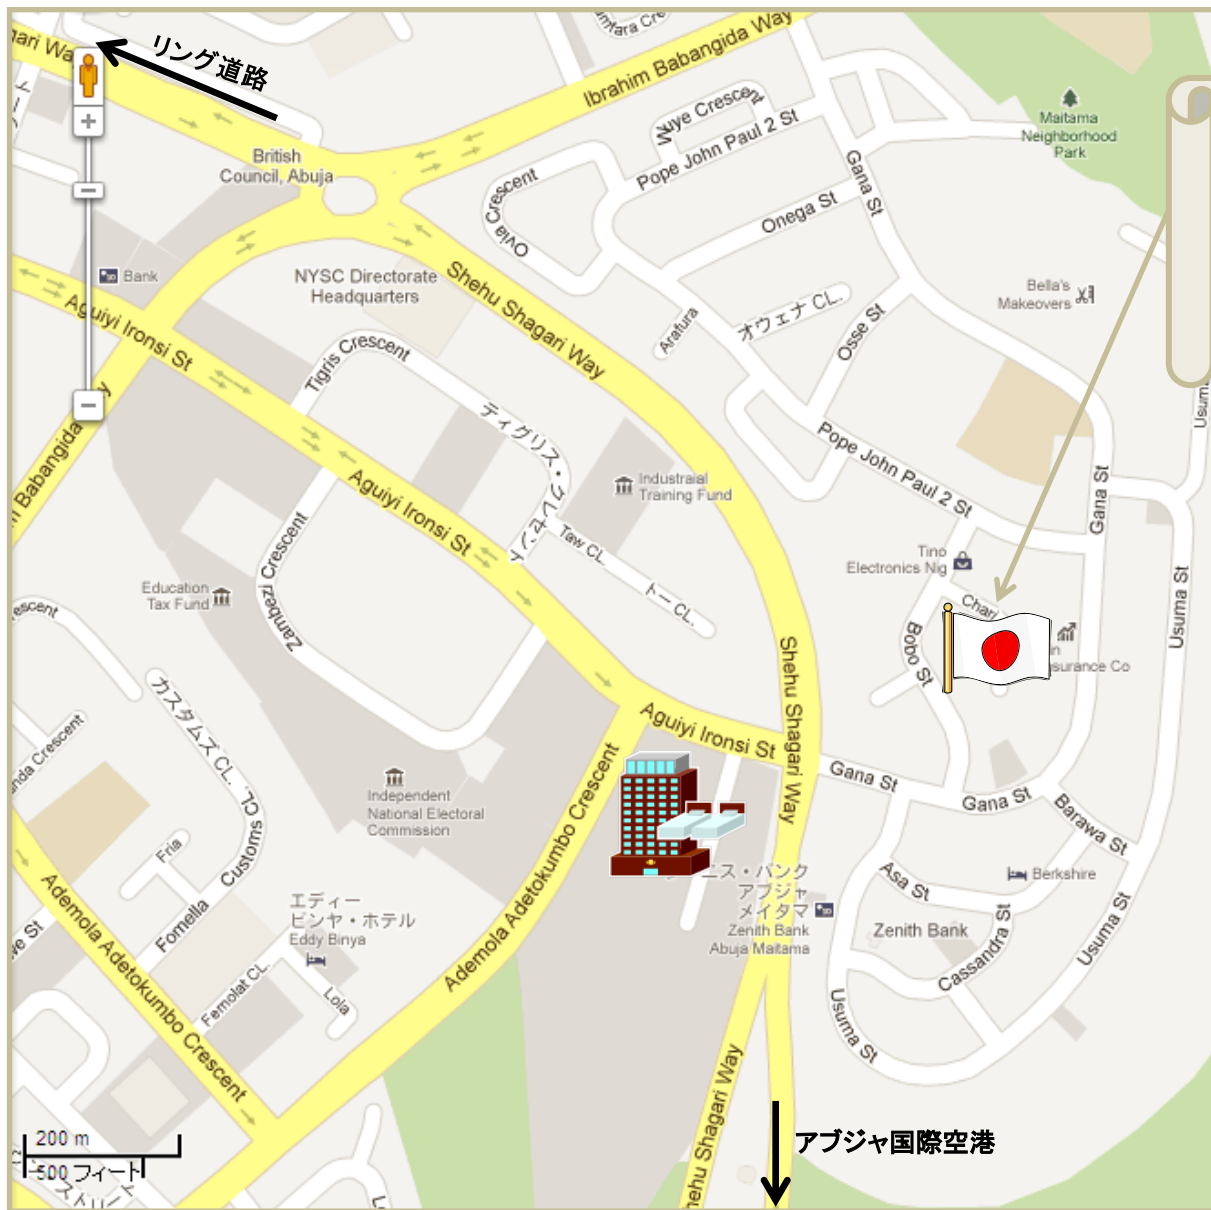 リング道路
Ibrahim Babangida Way
British
Council, Abuja
Nuye Crescent
Pope John Paul 2 St
Maitama
Neighborhood
Park
Gana St
Ovia Crescent
Onega St
Bank
NYSC Directorate
Headquarters
Shehu Shagari Way
Bella's
Makeovers
Aguiyi Ironsi St
Arafura
オウェナ CL.
Osse St
Tigris Crescent
ティグリス・クレセント
Usuma
Babangida
Pope John Paul 2 St
Industraial
Training Fund
Aguiyi Ironsi St
Gana St
Taw CL.
Tino
Electronics Nig
Education
Tax Fund
Zambezi Crescent
トー CL.
Chari
Bobo St
Usuma St
surance Co
Shehu Shagari Way
カスタムズ CL.
Aguiyi Ironsi St
Gana St
Gana St
Barawa St
Independent
National Electoral
Commission
Customs CL.
Fria
Ademola Adetokumbo Crescent
ニス・バンク
アブジャ
メイタマ
Zenith Bank
Abuja Maitama
Asa St
Berkshire
Zenith Bank
Cassandra St
Usuma St
エディー
ビンヤ・ホテル
Eddy Binya
Fomella
Femolat CL.
Lola
Ademola Adetokumbo Crescent
Usuma St
Shehu Shagari Way
アブジャ国際空港
200 m
500 フィート